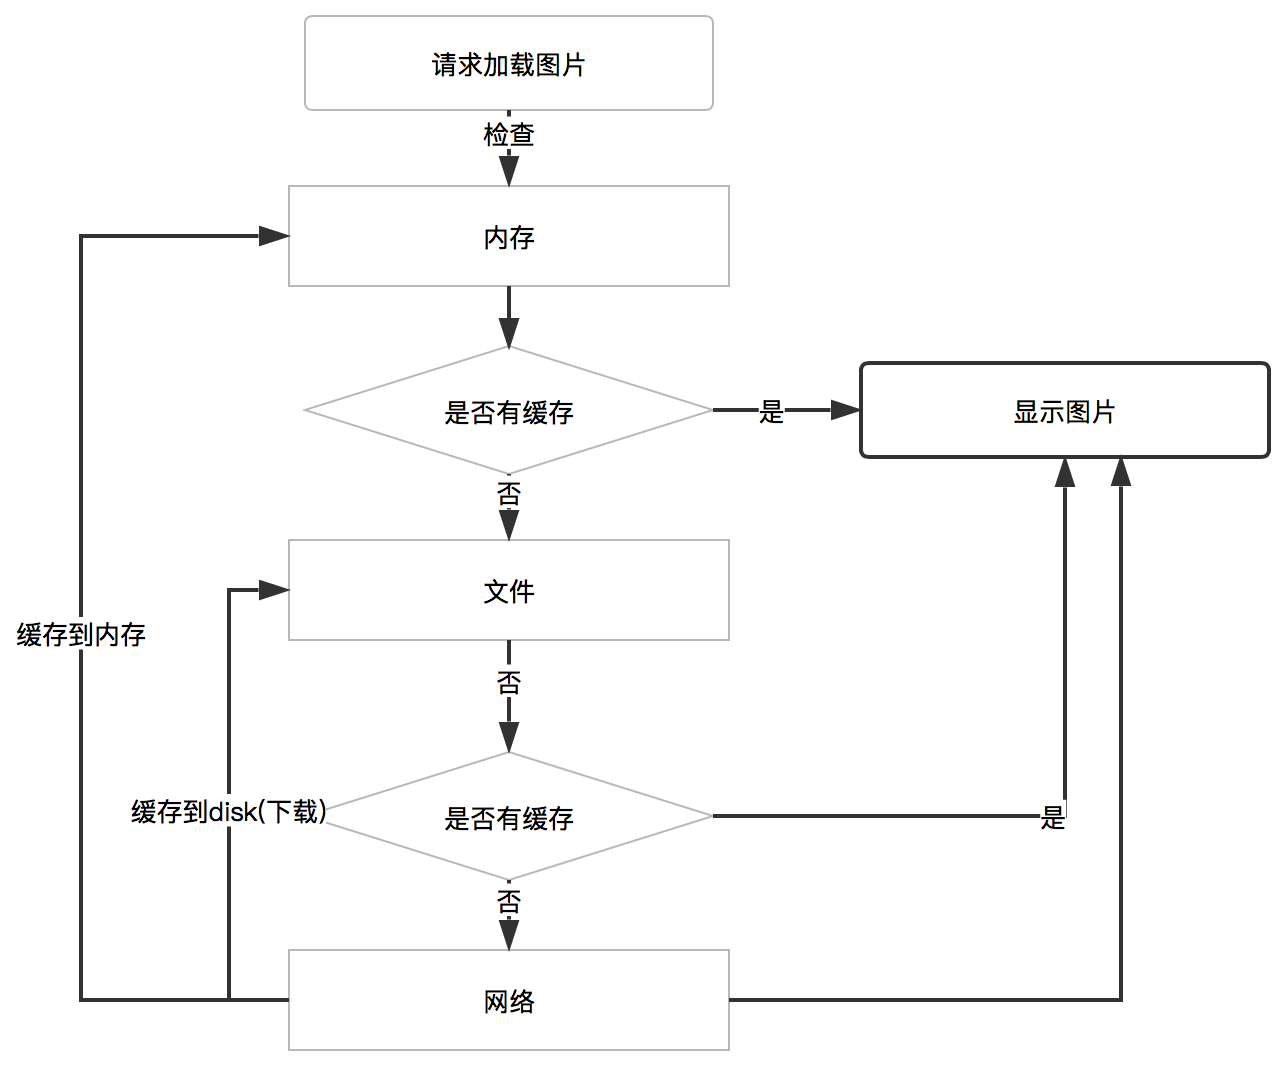 请求加载图片
检查
内存
是否有缓存
是
显示图片
否
文件
缓存到内存
否
缓存到disk(下载)
是否有缓存
是
否
网络